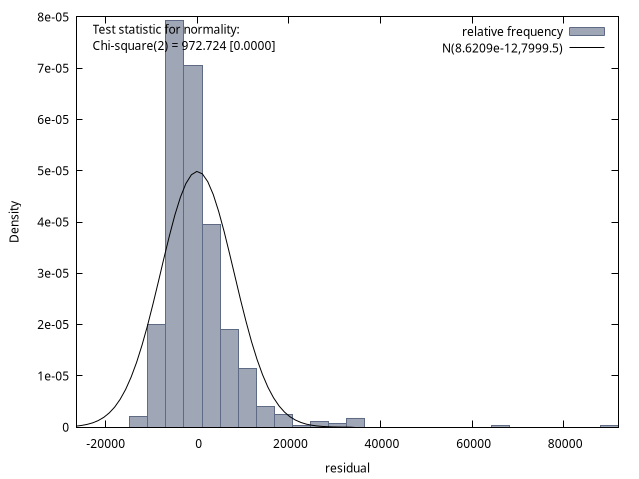 Test statistic for normality:
Chi-square(2) = 972.724 [0.0000]
relative frequency
N(8.6209e-12,7999.5)
8e-05
7e-05
6e-05
5e-05
4e-05
3e-05
2e-05
1e-05
0
Density
-20000
0
20000
40000
60000
80000
residual